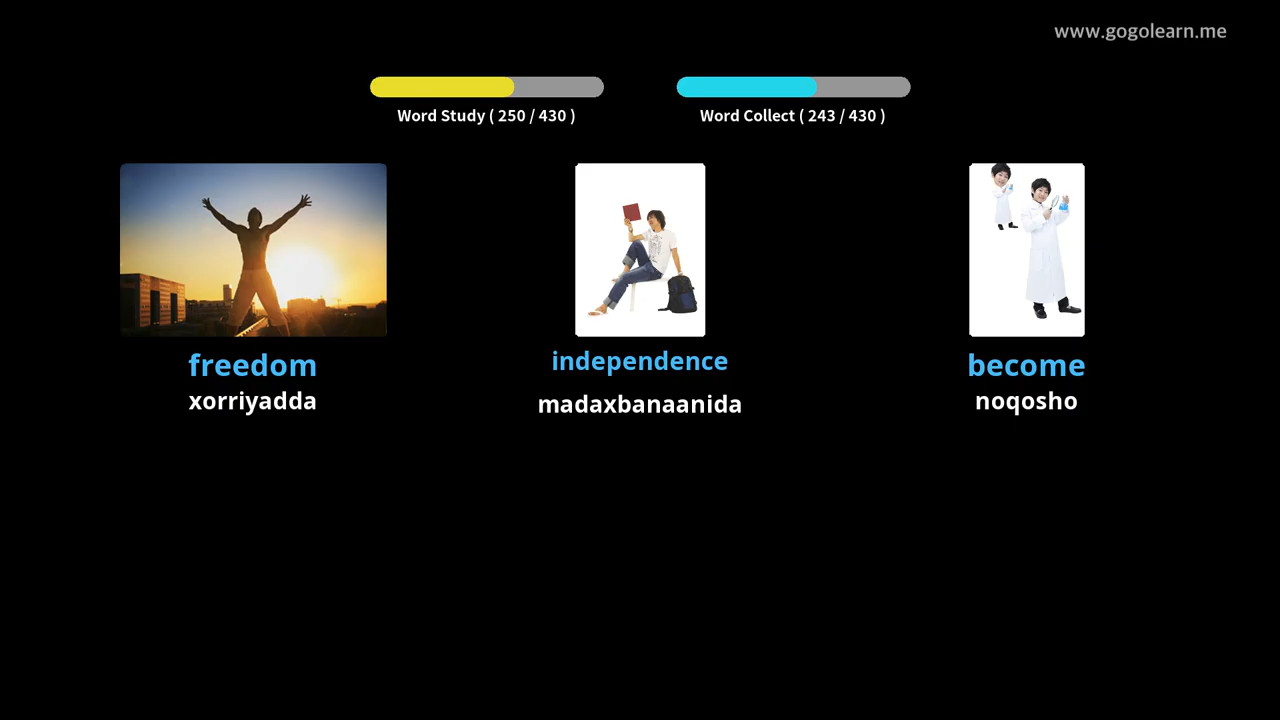 www.gogolearn.me
Word Study ( 250 / 430 )
Word Collect ( 243 / 430 )
freedom
xorriyadda
independence
madaxbanaanida
become
noqosho